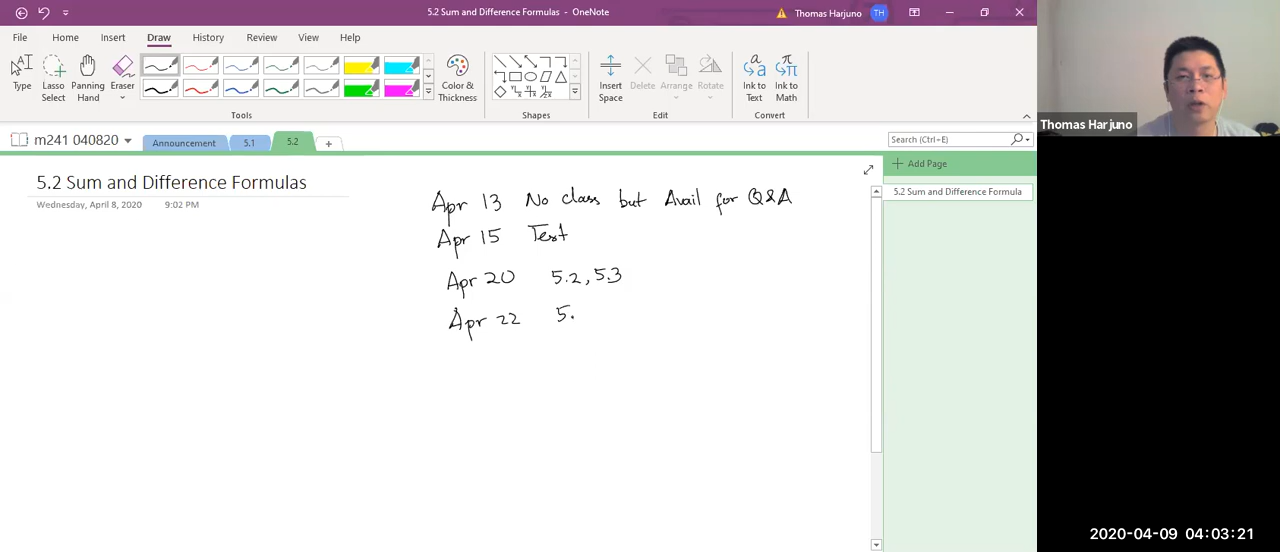 5.2 Sum and Difference Formulas - OneNote
Thomas Harjuno TH
File Home Insert Draw History Review View Help
Type
Lasso Select
Panning Hand
Eraser
Color & Thickness
Insert Space
Delete
Arrange
Rotate
Ink to Text
Ink to Math
Tools
Shapes
Edit
Convert
Thomas Harjuno
m241 040820
Announcement 5.1 5.2
Search (Ctrl+E)
Add Page
5.2 Sum and Difference Formula
5.2 Sum and Difference Formulas
Wednesday, April 8, 2020 9:02 PM
Apr 13 No class but Avail for Q&A
Apr 15 Test
Apr 20 5.2, 5.3
Apr 22 5.
2020-04-09 04:03:21